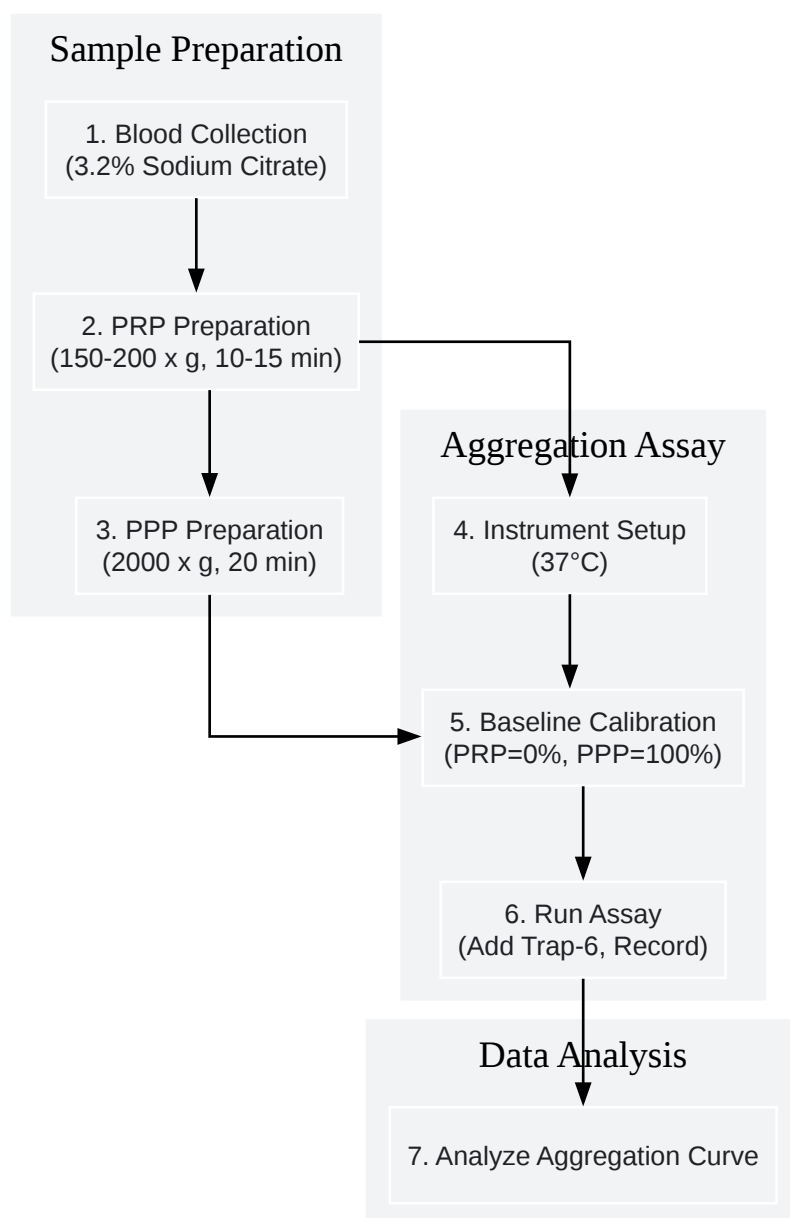 Sample Preparation
1. Blood Collection
(3.2% Sodium Citrate)
2. PRP Preparation
(150-200 x g, 10-15 min)
3. PPP Preparation
(2000 x g, 20 min)
Aggregation Assay
4. Instrument Setup
(37°C)
5. Baseline Calibration
(PRP=0%, PPP=100%)
6. Run Assay
(Add Trap-6, Record)
Data Analysis
7. Analyze Aggregation Curve